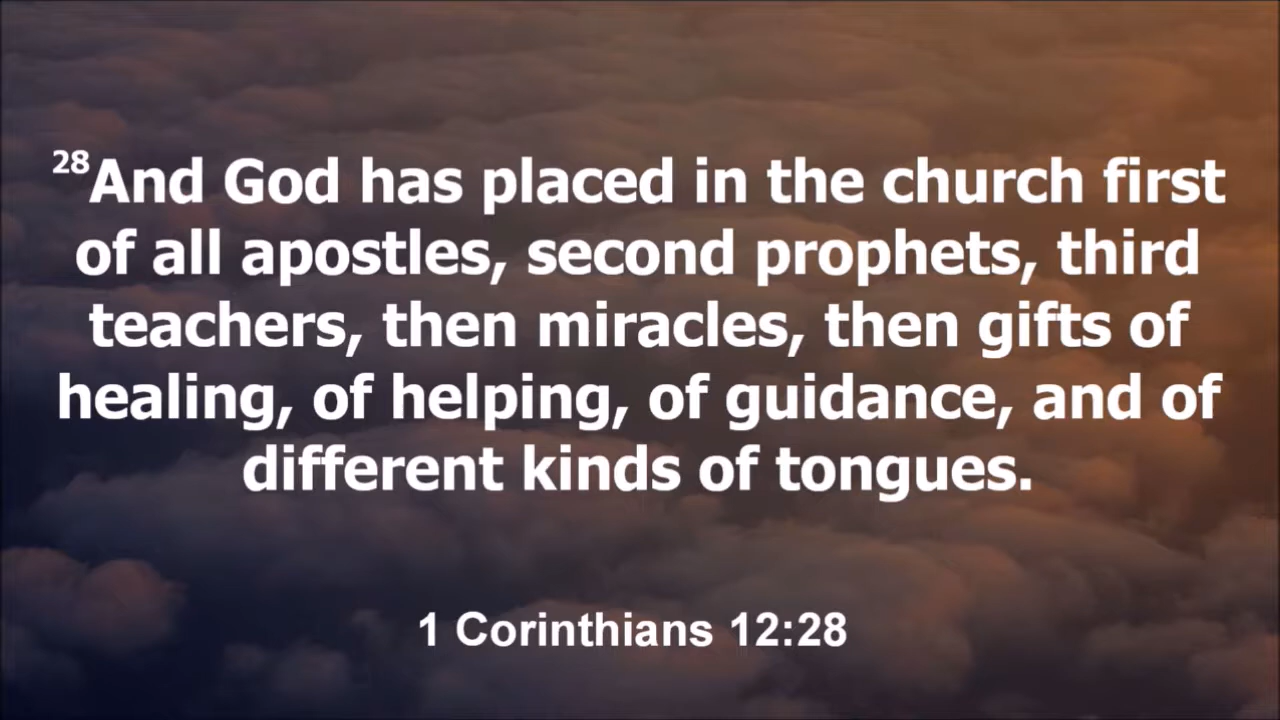 28And God has placed in the church first
of all apostles, second prophets, third
teachers, then miracles, then gifts of
healing, of helping, of guidance, and of
different kinds of tongues.
1 Corinthians 12:28